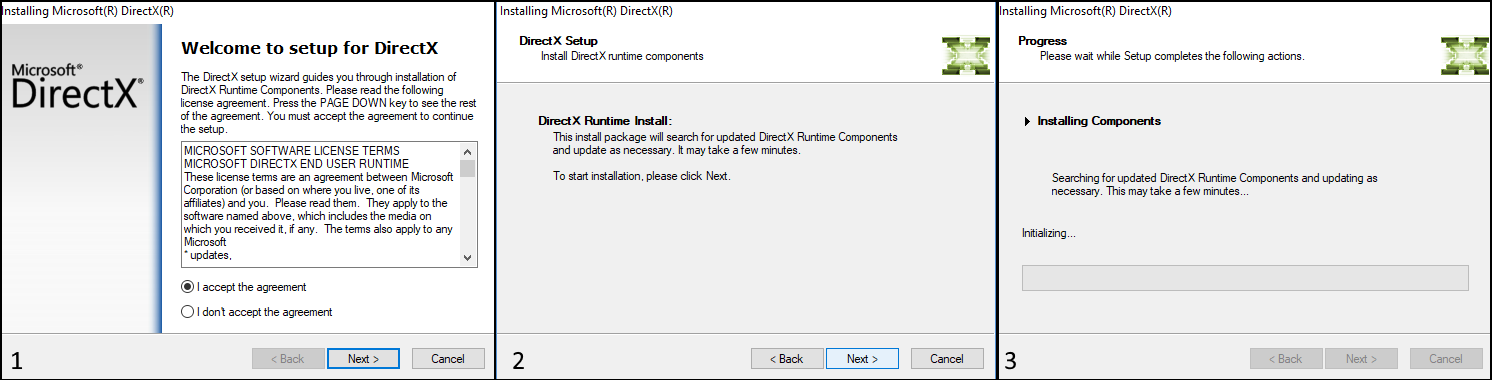 Installing Microsoft(R) DirectX(R)
Microsoft®
DirectX®
Welcome to setup for DirectX
The DirectX setup wizard guides you through installation of
DirectX Runtime Components. Please read the following
license agreement. Press the PAGE DOWN key to see the rest
of the agreement. You must accept the agreement to continue
the setup.
MICROSOFT SOFTWARE LICENSE TERMS
MICROSOFT DIRECTX END USER RUNTIME
These license terms are an agreement between Microsoft
Corporation (or based on where you live, one of its
affiliates) and you.  Please read them.  They apply to the
software named above, which includes the media on
which you received it, if any.  The terms also apply to any
Microsoft
* updates,
I accept the agreement
I don't accept the agreement
1
< Back
Next >
Cancel
Installing Microsoft(R) DirectX(R)
DirectX Setup
Install DirectX runtime components
DirectX Runtime Install:
This install package will search for updated DirectX Runtime Components
and update as necessary. It may take a few minutes.
To start installation, please click Next.
2
< Back
Next >
Cancel
Installing Microsoft(R) DirectX(R)
Progress
Please wait while Setup completes the following actions.
Installing Components
Searching for updated DirectX Runtime Components and updating as
necessary. This may take a few minutes...
Initializing...
3
< Back
Next >
Cancel